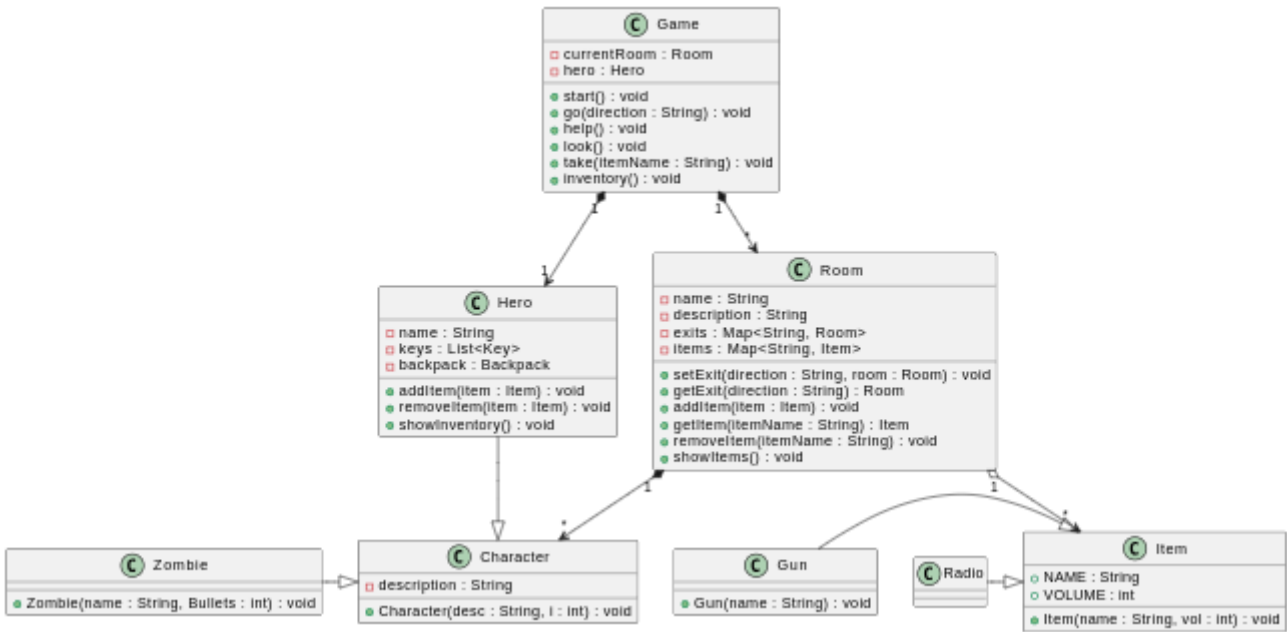 C Game
currentRoom : Room
hero : Hero
start() : void
go(direction : String) : void
help() : void
look() : void
take(itemName : String) : void
inventory() : void
1
1
1
*
C Hero
name : String
keys : List<Key>
backpack : Backpack
addItem(item : Item) : void
removeItem(item : Item) : void
showInventory() : void
C Room
name : String
description : String
exits : Map<String, Room>
items : Map<String, Item>
setExit(direction : String, room : Room) : void
getExit(direction : String) : Room
addItem(item : Item) : void
getItem(itemName : String) : Item
removeItem(itemName : String) : void
showItems() : void
1
*
1
*
C Zombie
Zombie(name : String, Bullets : int) : void
C Character
description : String
Character(desc : String, i : int) : void
C Gun
Gun(name : String) : void
C Radio
C Item
NAME : String
VOLUME : int
Item(name : String, vol : int) : void